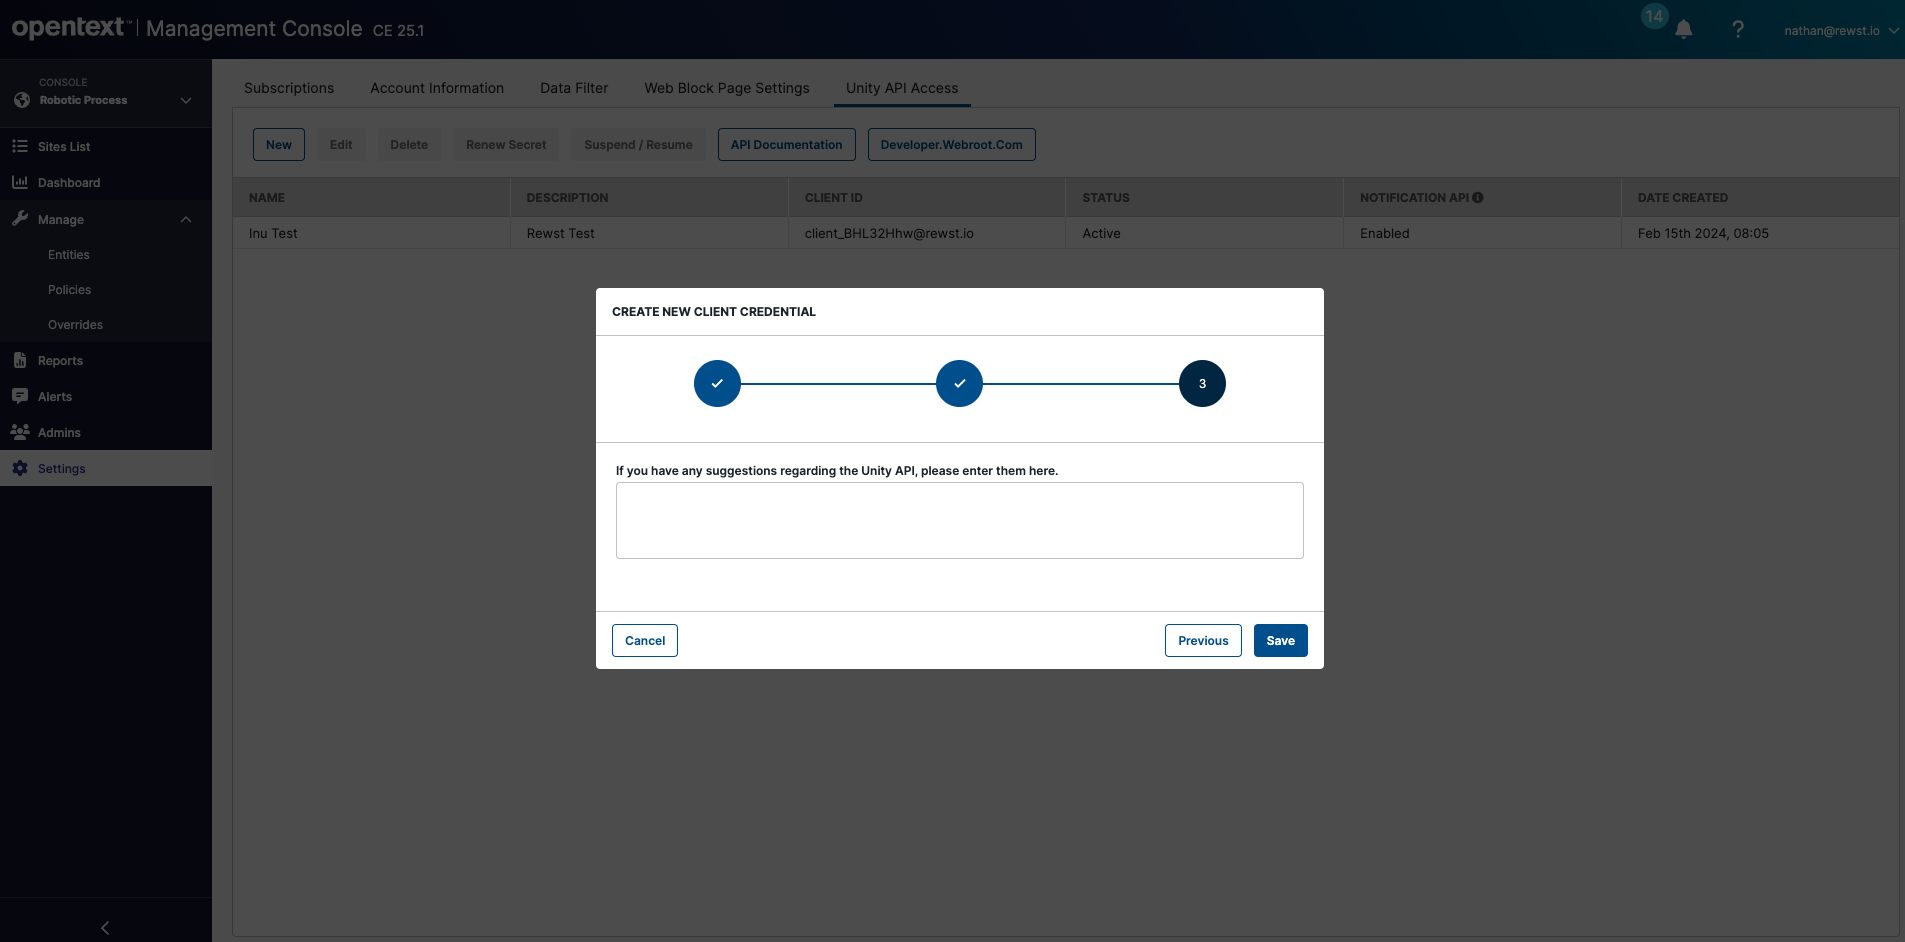 opentext™ | Management Console CE 25.1
14
?
nathan@rewst.io
CONSOLE
Robotic Process
Sites List
Dashboard
Manage
Entities
Policies
Overrides
Reports
Alerts
Admins
Settings
Subscriptions Account Information Data Filter Web Block Page Settings Unity API Access
New Edit Delete Renew Secret Suspend / Resume API Documentation Developer.Webroot.Com
NAME DESCRIPTION CLIENT ID STATUS NOTIFICATION API DATE CREATED
Inu Test Rewst Test client_BHL32Hhw@rewst.io Active Enabled Feb 15th 2024, 08:05
CREATE NEW CLIENT CREDENTIAL
3
If you have any suggestions regarding the Unity API, please enter them here.
Cancel Previous Save